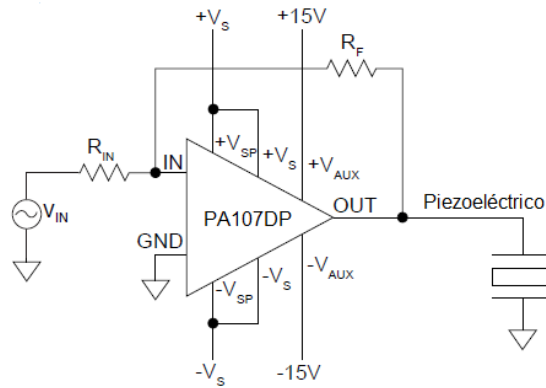 +VS
+15V
RF
RIN
IN
+VSP
+VS
+VAUX
VIN
PA107DP
OUT
Piezoeléctrico
GND
-VSP
-VS
-VAUX
-VS
-15V